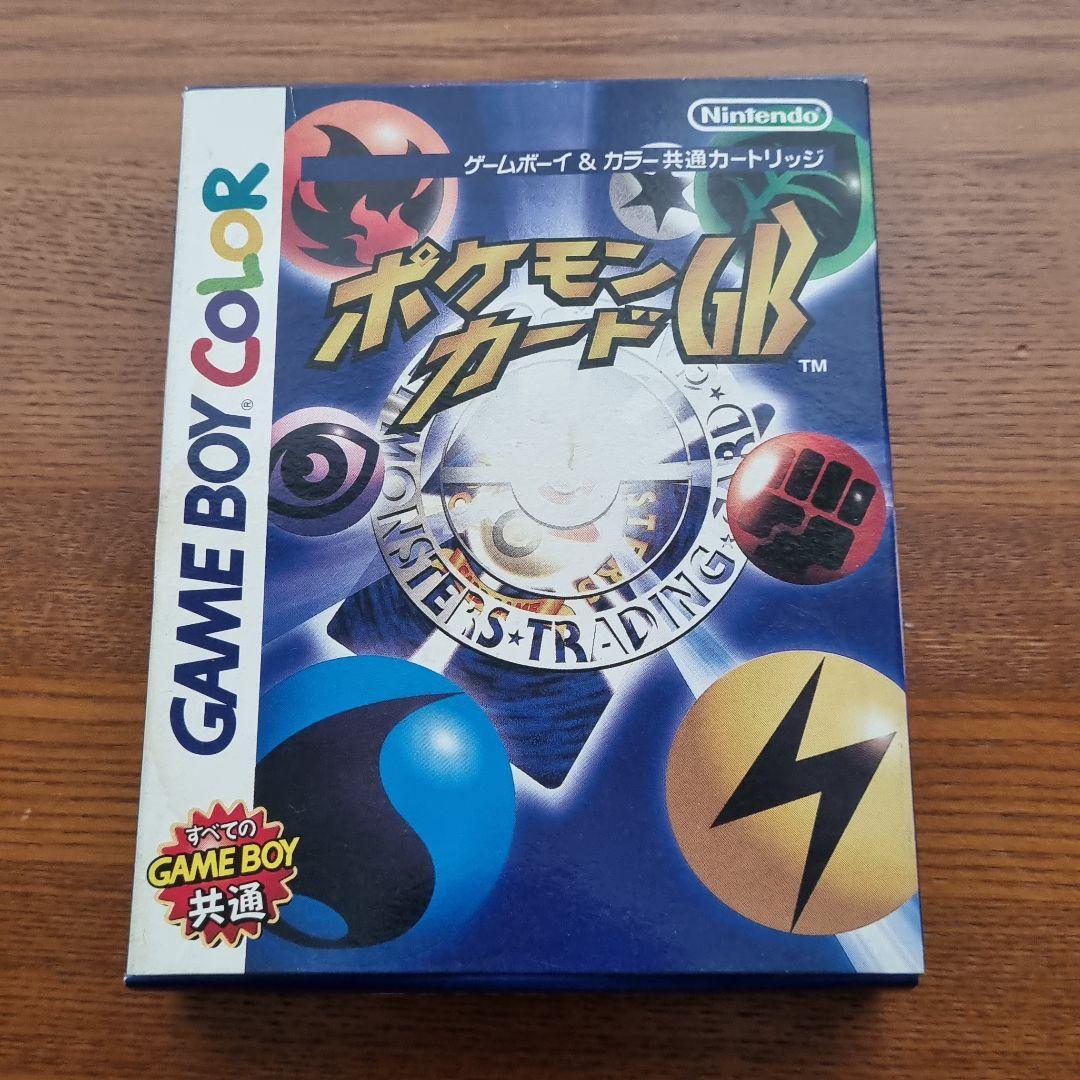 Nintendo
ゲームボーイ & カラー共通カートリッジ
ポケモン
カードGB
TM
GAME BOY COLOR
®
MONSTERS★TRADING★CARD★
STARD
すべての
GAME BOY
共通